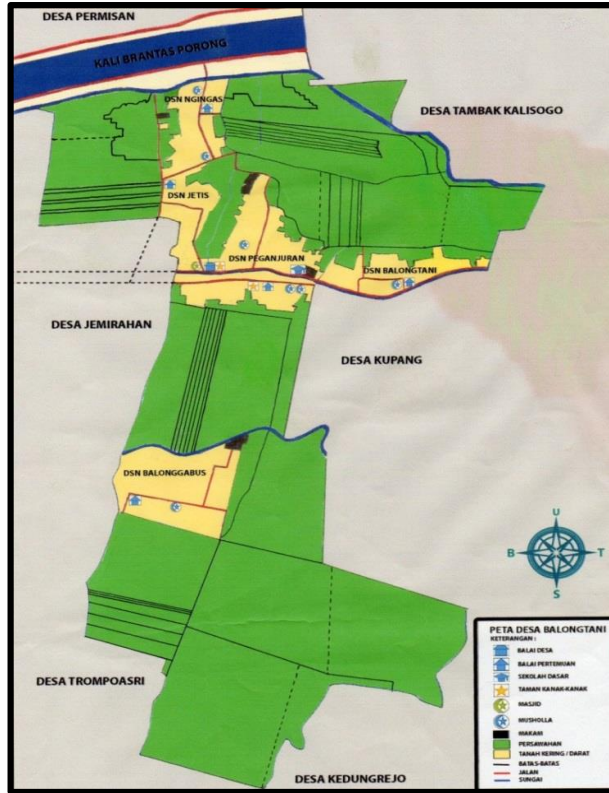 DESA PERMISAN
KALI BRANTAS PORONG
DSN NGINGAS
DESA TAMBAK KALISOGO
DSN JETIS
DSN PEGANJURAN
DSN BALONGTANI
DESA JEMIRAHAN
DESA KUPANG
DSN BALONGGABUS
U
B
T
S
DESA TROMPOASRI
DESA KEDUNGREJO
PETA DESA BALONGTANI
KETERANGAN :
BALAI DESA
BALAI PERTEMUAN
SEKOLAH DASAR
TAMAN KANAK-KANAK
MASJID
MUSHOLLA
MAKAM
PERSAWAHAN
TANAH KERING / DARAT
BATAS-BATAS
JALAN
SUNGAI